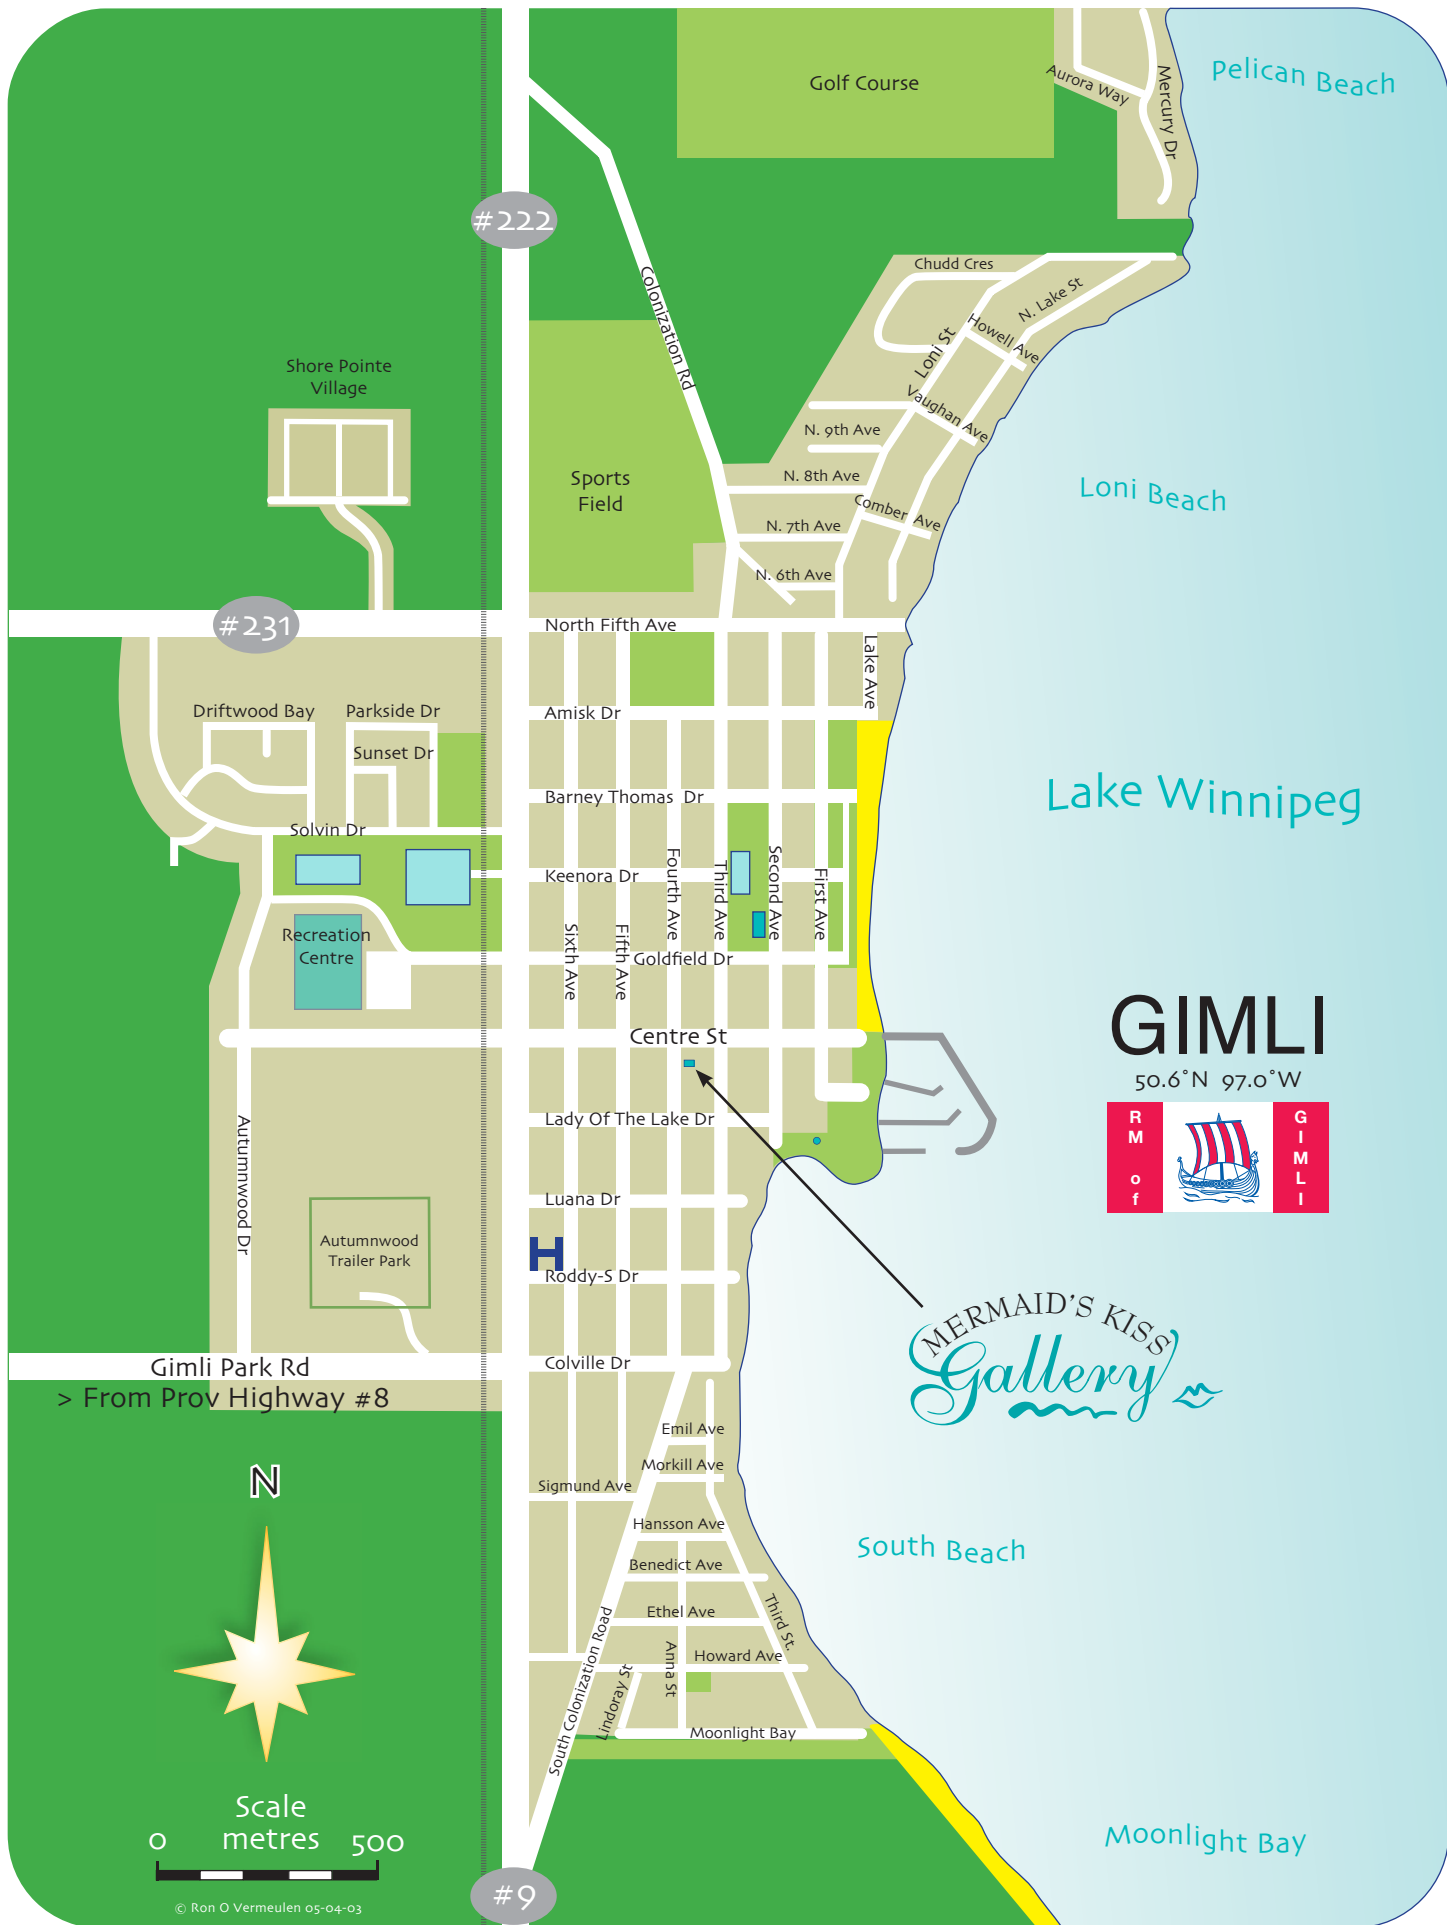 Golf Course
Aurora Way
Mercury Dr
Pelican Beach
#222
Colonization Rd
Chudd Cres
N. Lake St
Howell Ave
Loni St
Vaughan Ave
Shore Pointe
Village
N. 9th Ave
N. 8th Ave
Comber Ave
N. 7th Ave
N. 6th Ave
Sports
Field
Loni Beach
#231
North Fifth Ave
Lake Ave
Driftwood Bay
Parkside Dr
Sunset Dr
Amisk Dr
Barney Thomas Dr
Lake Winnipeg
Solvin Dr
Keenora Dr
Fourth Ave
Third Ave
Second Ave
First Ave
Sixth Ave
Fifth Ave
Recreation
Centre
Goldfield Dr
Centre St
GIMLI
50.6°N 97.0°W
RM of
GIMLI
Lady Of The Lake Dr
Autumnwood Dr
Luana Dr
Autumnwood
Trailer Park
H
Roddy-S Dr
MERMAID'S KISS
Gallery
Colville Dr
Gimli Park Rd
> From Prov Highway #8
Emil Ave
Morkill Ave
Sigmund Ave
N
Hansson Ave
Benedict Ave
South Beach
Ethel Ave
Third St.
Anna St
Howard Ave
Lindoray St
South Colonization Road
Moonlight Bay
Scale
0 metres 500
Moonlight Bay
#9
© Ron O Vermeulen 05-04-03